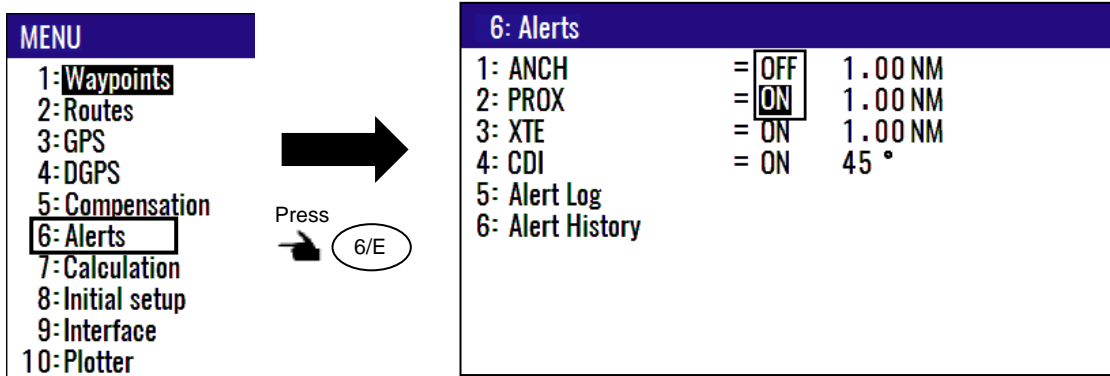 MENU
1:Waypoints
2:Routes
3:GPS
4:DGPS
5:Compensation
6:Alerts
7:Calculation
8:Initial setup
9:Interface
10:Plotter
Press
6/E
6: Alerts
1: ANCH = OFF 1.00 NM
2: PROX = ON 1.00 NM
3: XTE = ON 1.00 NM
4: CDI = ON 45 °
5: Alert Log
6: Alert History